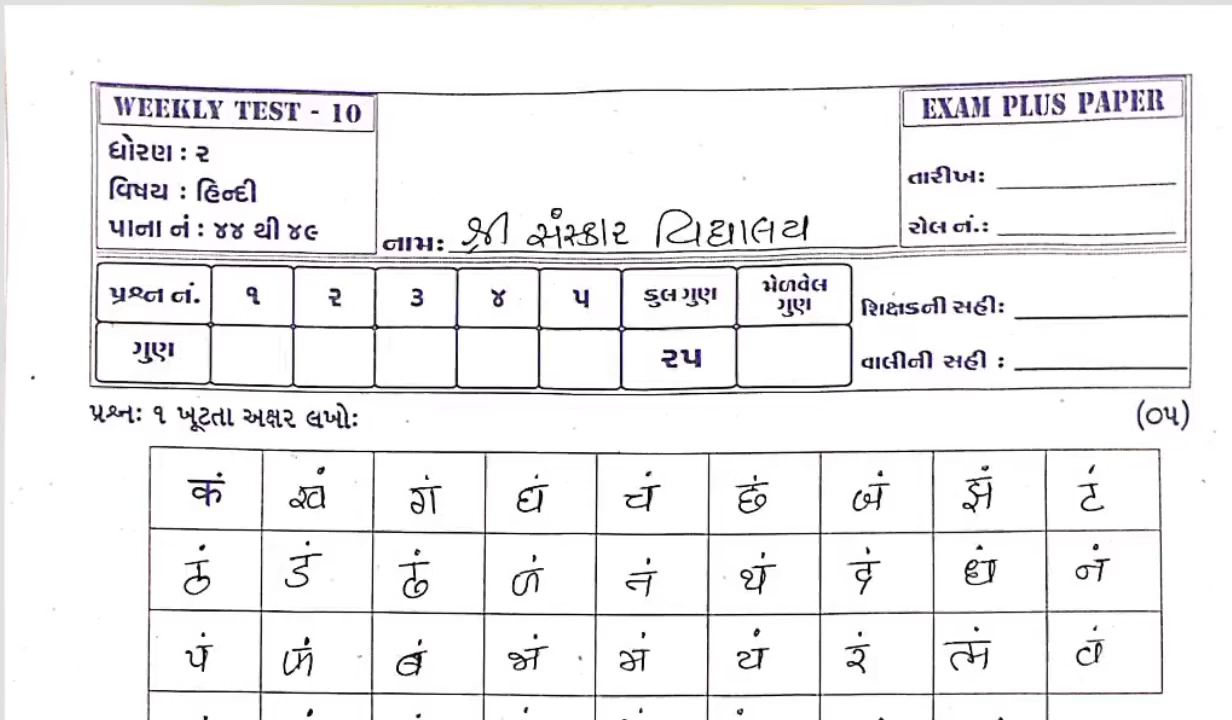 WEEKLY TEST - 10
EXAM PLUS PAPER
ધોરણ : ૨
વિષય : હિન્દી
પાના નં : ૪૪ થી ૪૯
નામઃ શ્રી સંસ્કાર વિદ્યાલય
તારીખઃ
રોલ નં.:
પ્રશ્ન નં. ૧ ૨ ૩ ૪ ૫ કુલ ગુણ મેળવેલ ગુણ
ગુણ ૨૫
શિક્ષકની સહીઃ
વાલીની સહી :
પ્રશ્નઃ ૧ ખૂટતા અક્ષર લખોઃ (૦૫)
कं खं गं घं चं छं जं झं टं
ठं डं ढं णं तं थं दं धं नं
पं फं बं भं मं यं रं लं वं